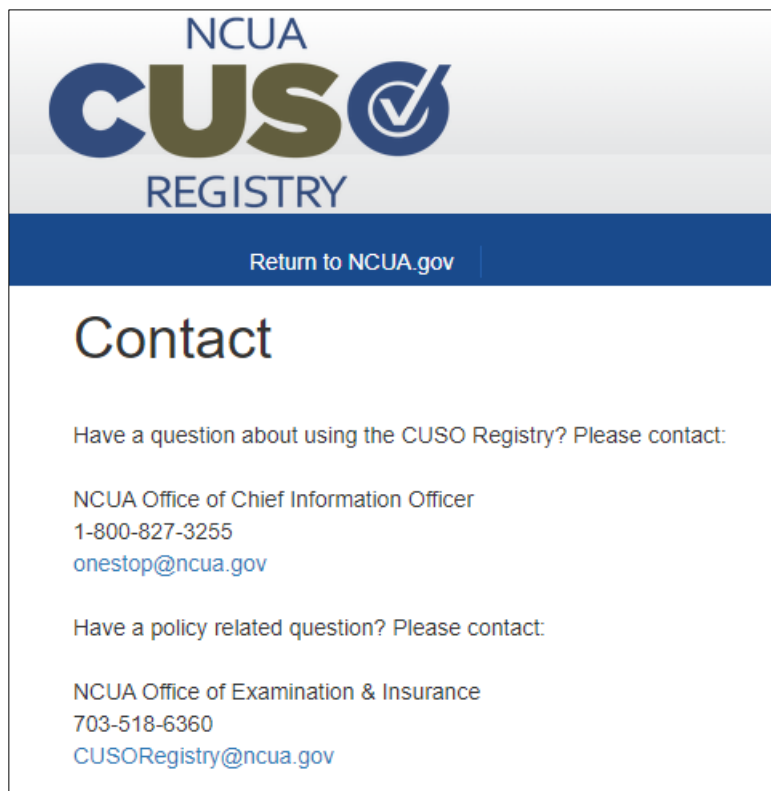 NCUA
CUSO
REGISTRY
Return to NCUA.gov
Contact
Have a question about using the CUSO Registry? Please contact:
NCUA Office of Chief Information Officer
1-800-827-3255
onestop@ncua.gov
Have a policy related question? Please contact:
NCUA Office of Examination & Insurance
703-518-6360
CUSORegistry@ncua.gov